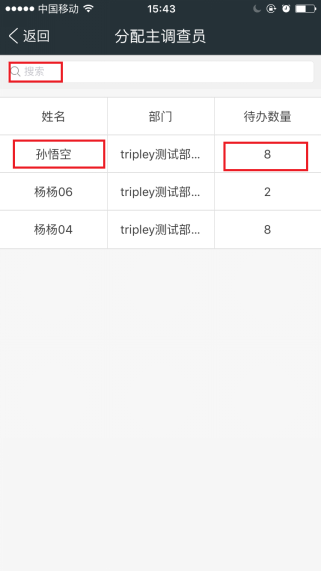 中国移动 15:43
返回 分配主调查员
搜索
姓名 部门 待办数量
孙悟空 tripley测试部... 8
杨杨06 tripley测试部... 2
杨杨04 tripley测试部... 8